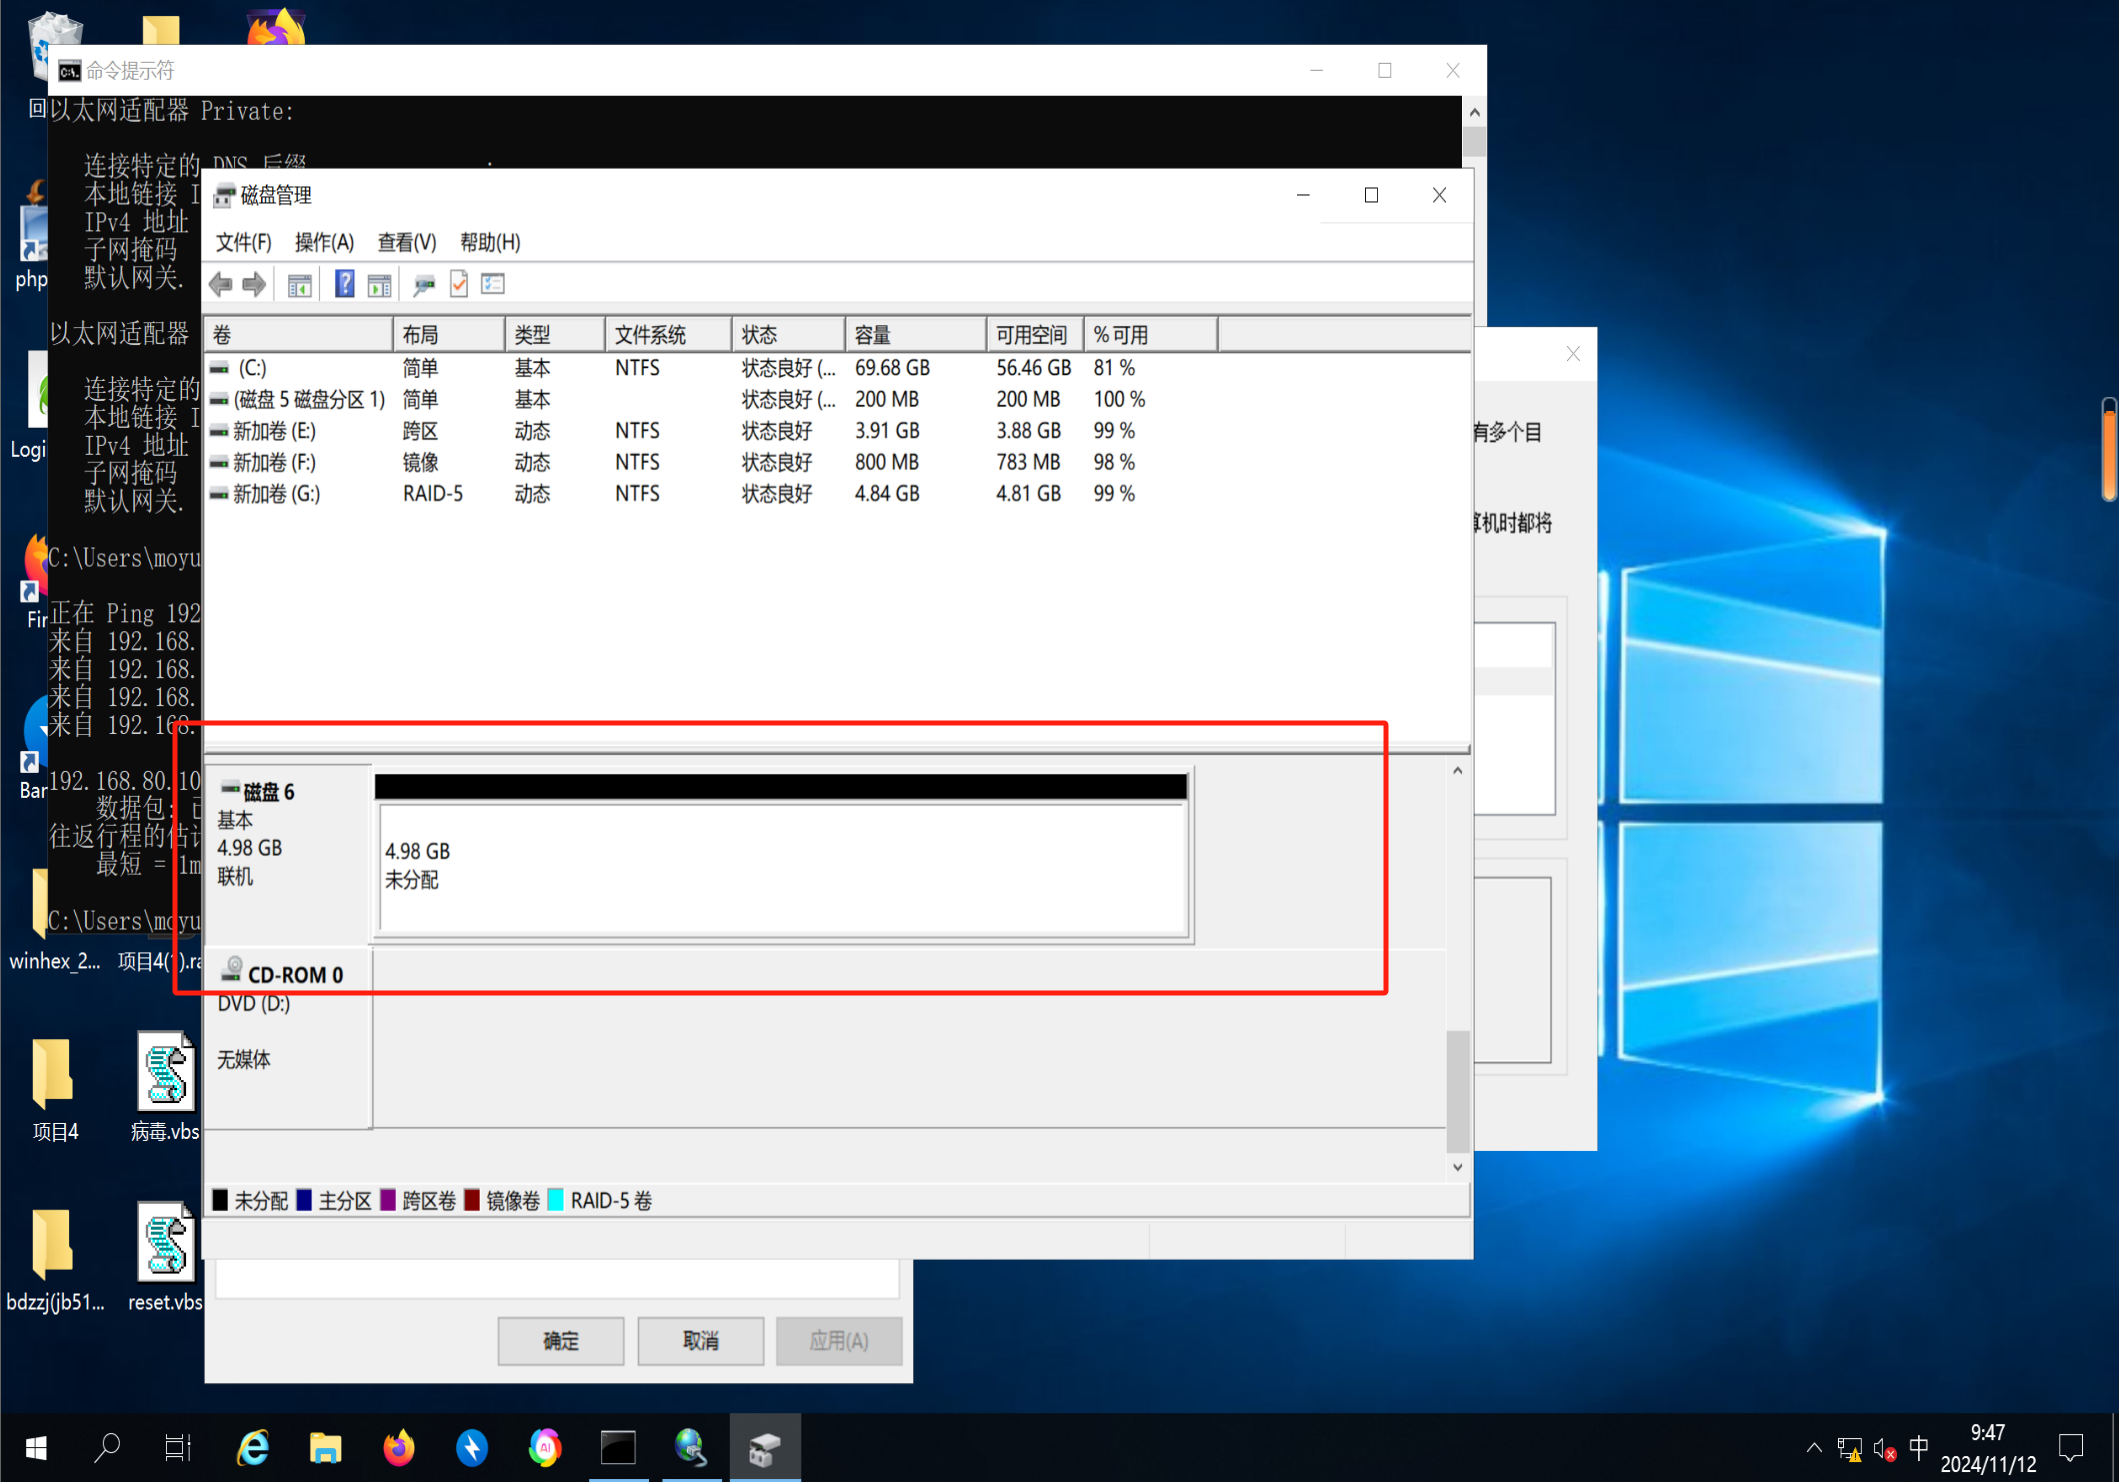 命令提示符
以太网适配器 Private:
连接特定的 DNS 后缀 :
本地链接 I
IPv4 地址
子网掩码
默认网关.
以太网适配器
连接特定的
本地链接 I
IPv4 地址
子网掩码
默认网关.
C:\Users\moyu
正在 Ping 192
来自 192.168.
来自 192.168.
来自 192.168.
来自 192.168.
192.168.80.10
数据包:
往返行程的估计
最短 = 1m
C:\Users\moyu
磁盘管理
文件(F) 操作(A) 查看(V) 帮助(H)
卷 布局 类型 文件系统 状态 容量 可用空间 % 可用
(C:) 简单 基本 NTFS 状态良好 (... 69.68 GB 56.46 GB 81 %
(磁盘 5 磁盘分区 1) 简单 基本 状态良好 (... 200 MB 200 MB 100 %
新加卷 (E:) 跨区 动态 NTFS 状态良好 3.91 GB 3.88 GB 99 %
新加卷 (F:) 镜像 动态 NTFS 状态良好 800 MB 783 MB 98 %
新加卷 (G:) RAID-5 动态 NTFS 状态良好 4.84 GB 4.81 GB 99 %
磁盘 6
基本
4.98 GB
联机
4.98 GB
未分配
CD-ROM 0
DVD (D:)
无媒体
未分配 主分区 跨区卷 镜像卷 RAID-5 卷
有多个目
算机时都将
确定 取消 应用(A)
回
php
Logi
Fir
Bar
winhex_2... 项目4(1).ra
项目4 病毒.vbs
bdzzj(jb51... reset.vbs
AI
中
9:47
2024/11/12